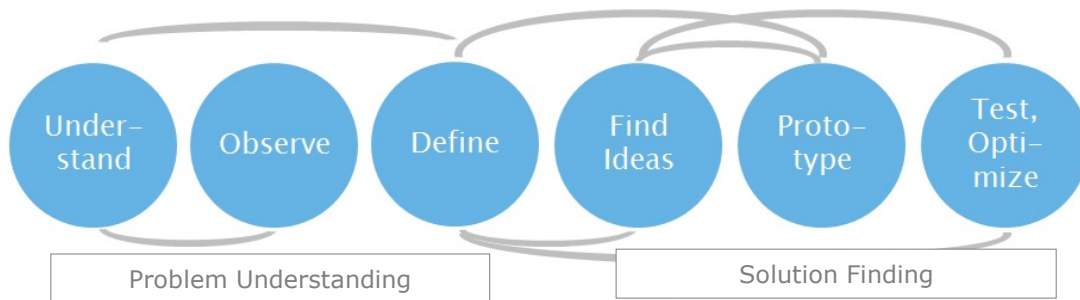 Under-
stand
Observe
Define
Find
Ideas
Proto-
type
Test,
Opti-
mize
Problem Understanding
Solution Finding